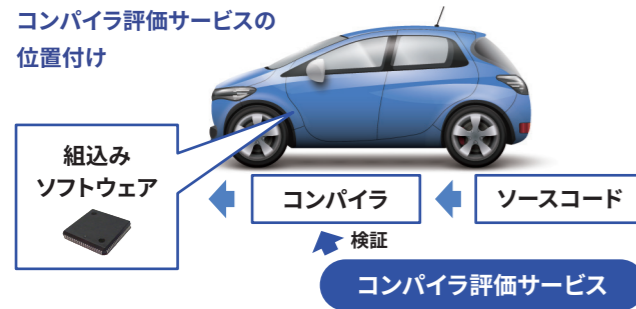 コンパイラ評価サービスの
位置付け
組込み
ソフトウェア
コンパイラ
ソースコード
検証
コンパイラ評価サービス